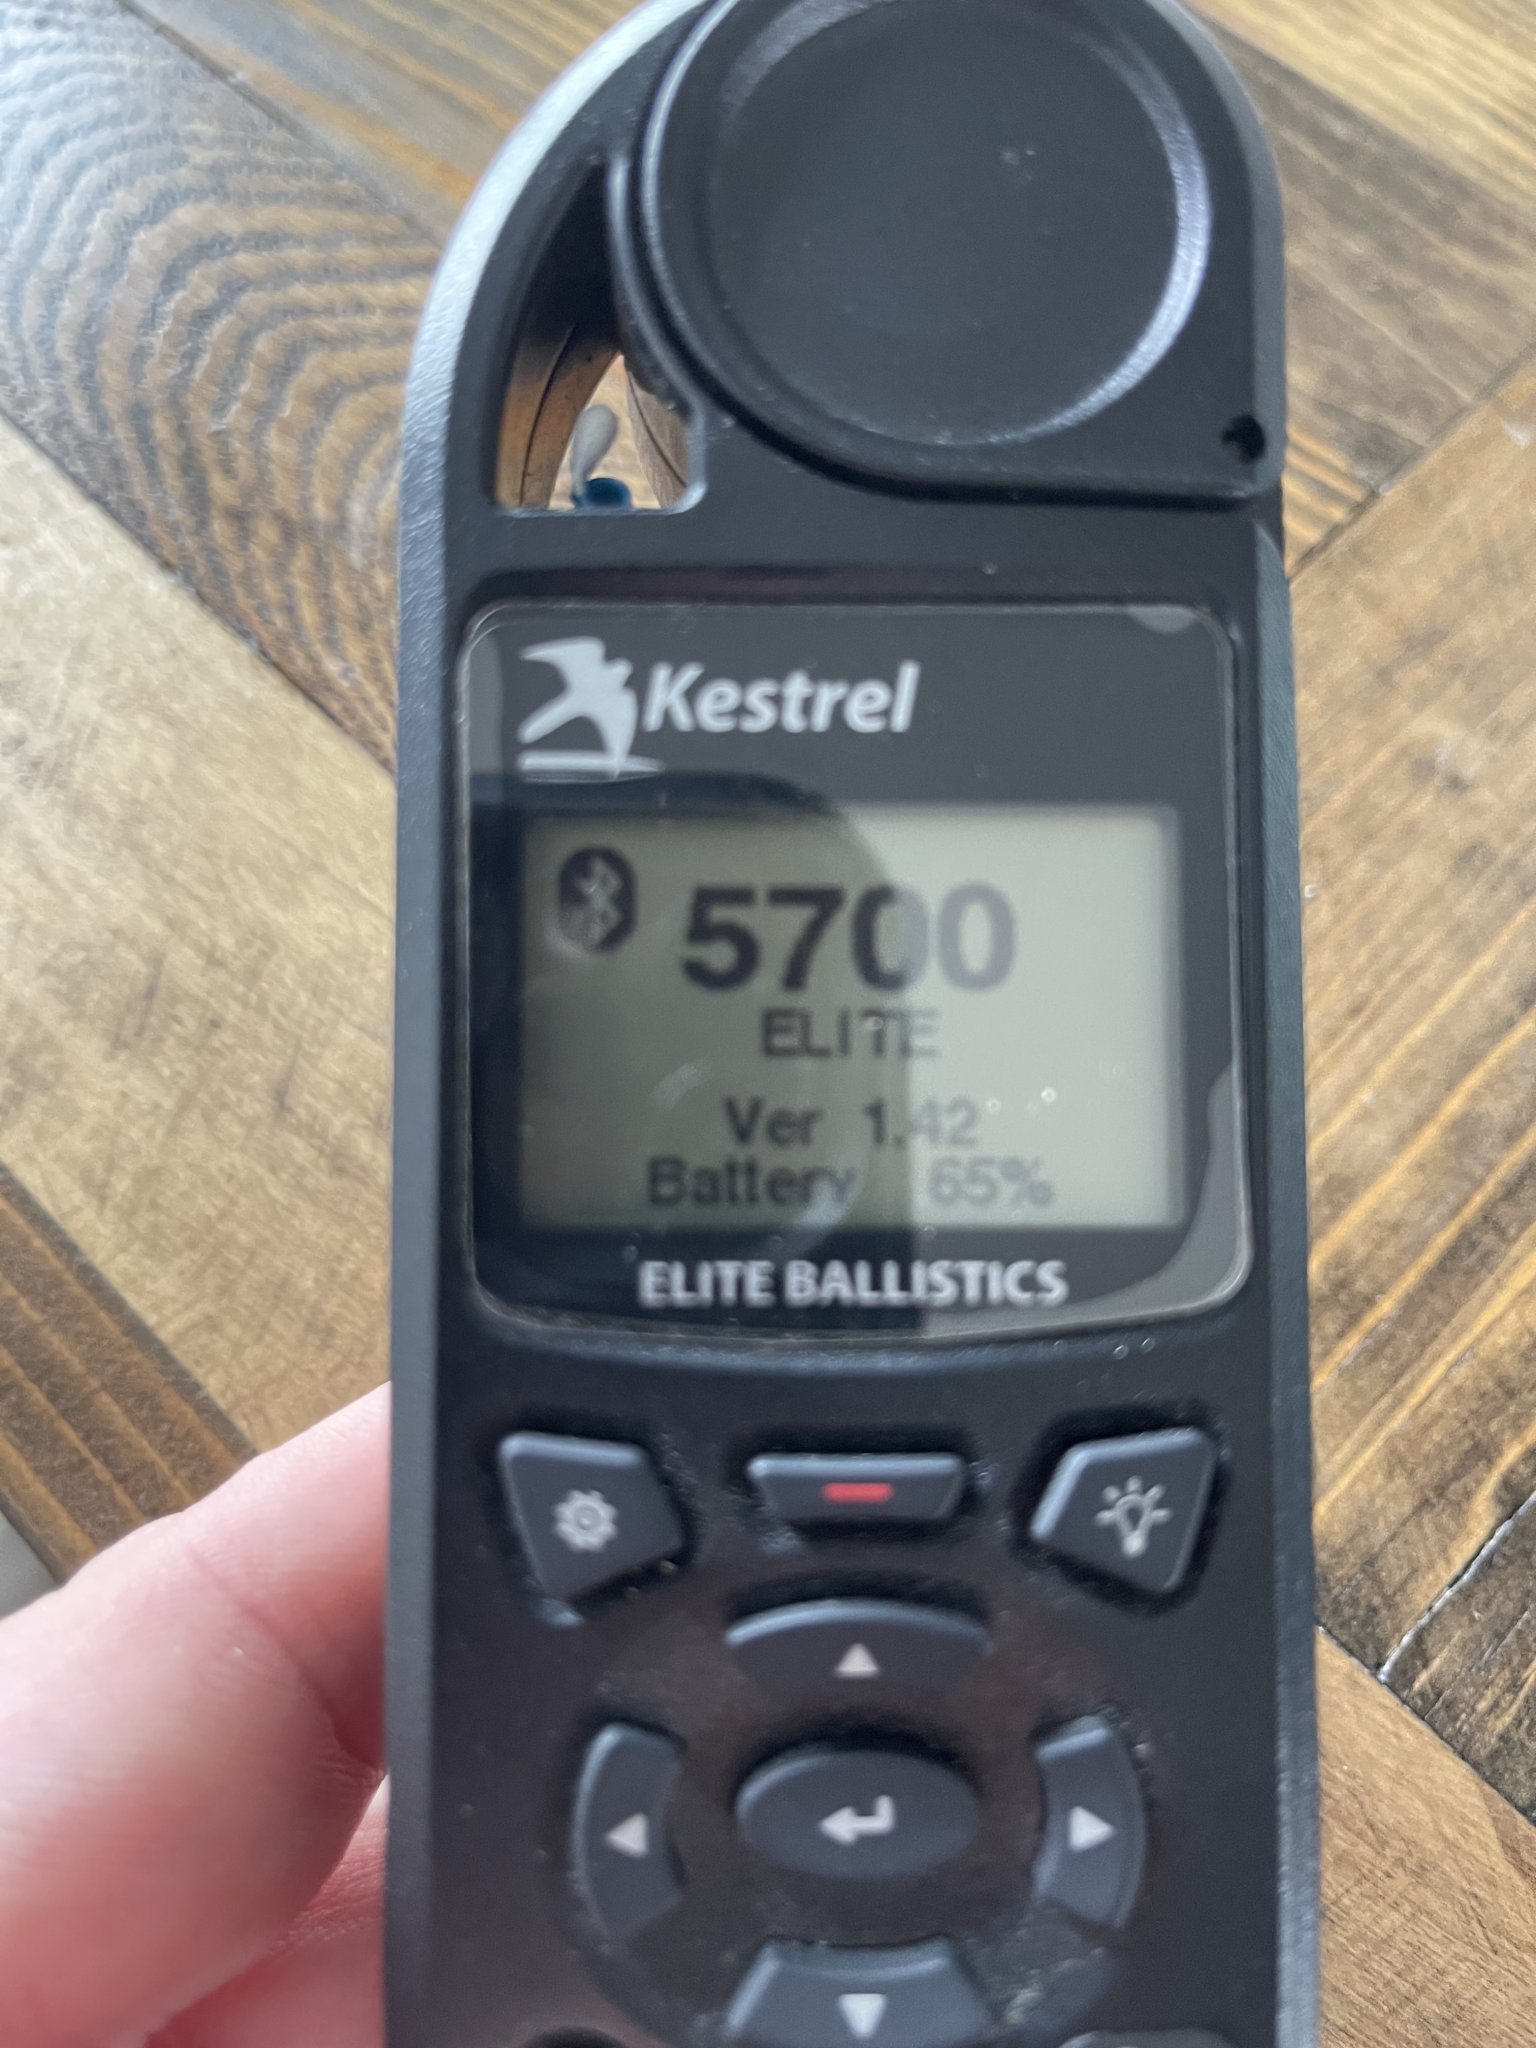 Kestrel
5700
ELITE
Ver 1.42
Battery 65%
ELITE BALLISTICS